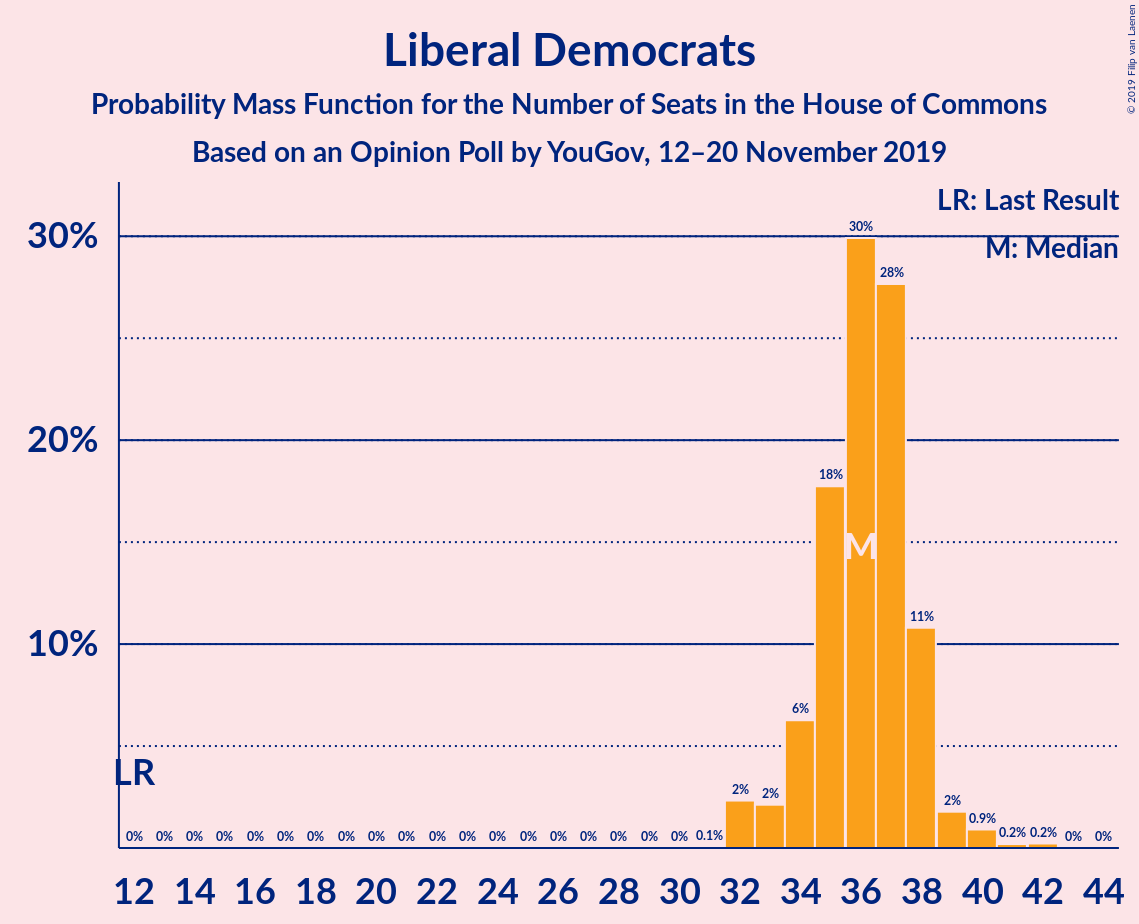 © 2019 Filip van Laenen
Liberal Democrats
Probability Mass Function for the Number of Seats in the House of Commons
Based on an Opinion Poll by YouGov, 12–20 November 2019
LR: Last Result
M: Median
30%
20%
10%
30%
28%
18%
11%
6%
M
LR
0% 0% 0% 0% 0% 0% 0% 0% 0% 0% 0% 0% 0% 0% 0% 0% 0% 0% 0% 0.1% 2% 2% 2% 0.9% 0.2% 0.2% 0% 0%
12 14 16 18 20 22 24 26 28 30 32 34 36 38 40 42 44